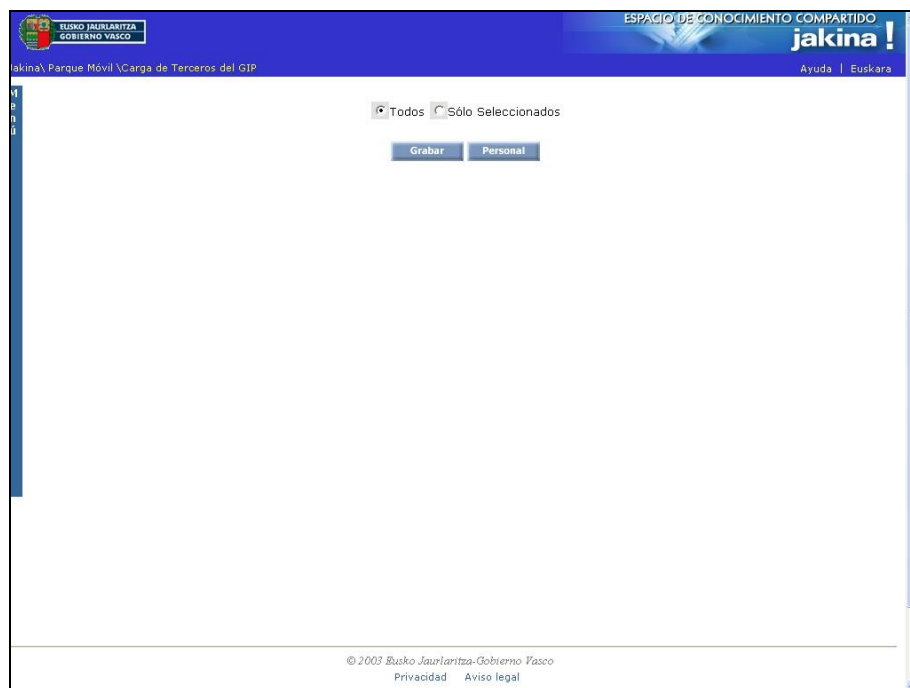 EUSKO JAURLARITZA
GOBIERNO VASCO
ESPACIO DE CONOCIMIENTO COMPARTIDO
jakina !
Jakina\ Parque Móvil \Carga de Terceros del GIP
Ayuda | Euskara
Menú
Todos Sólo Seleccionados
Grabar Personal
© 2003 Eusko Jaurlaritza-Gobierno Vasco
Privacidad Aviso legal